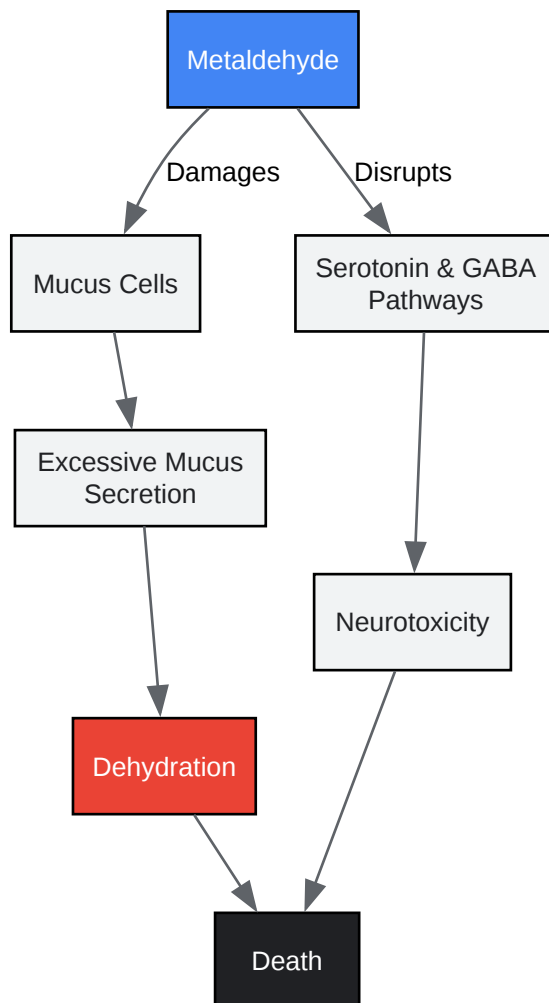 Metaldehyde
Damages
Disrupts
Mucus Cells
Serotonin & GABA
Pathways
Excessive Mucus
Secretion
Neurotoxicity
Dehydration
Death